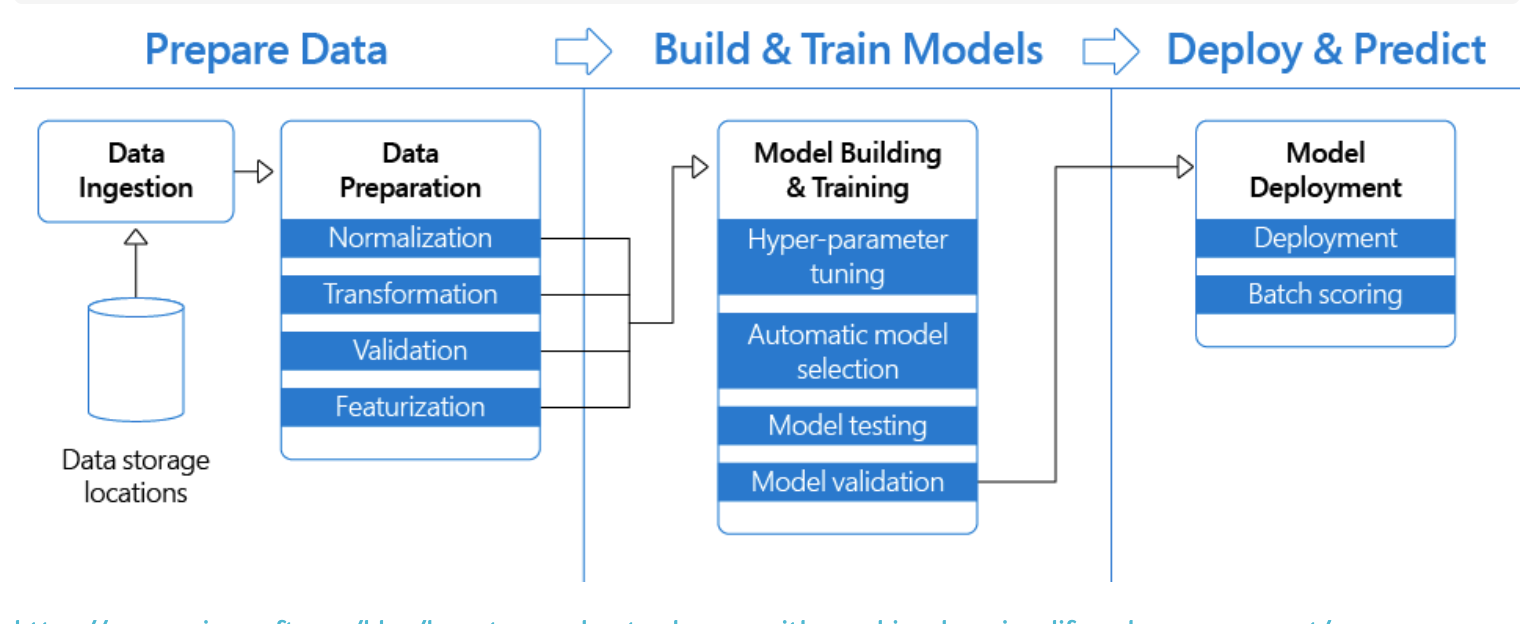 Prepare Data
Build & Train Models
Deploy & Predict
Data
Ingestion
Data storage
locations
Data
Preparation
Normalization
Transformation
Validation
Featurization
Model Building
& Training
Hyper-parameter
tuning
Automatic model
selection
Model testing
Model validation
Model
Deployment
Deployment
Batch scoring